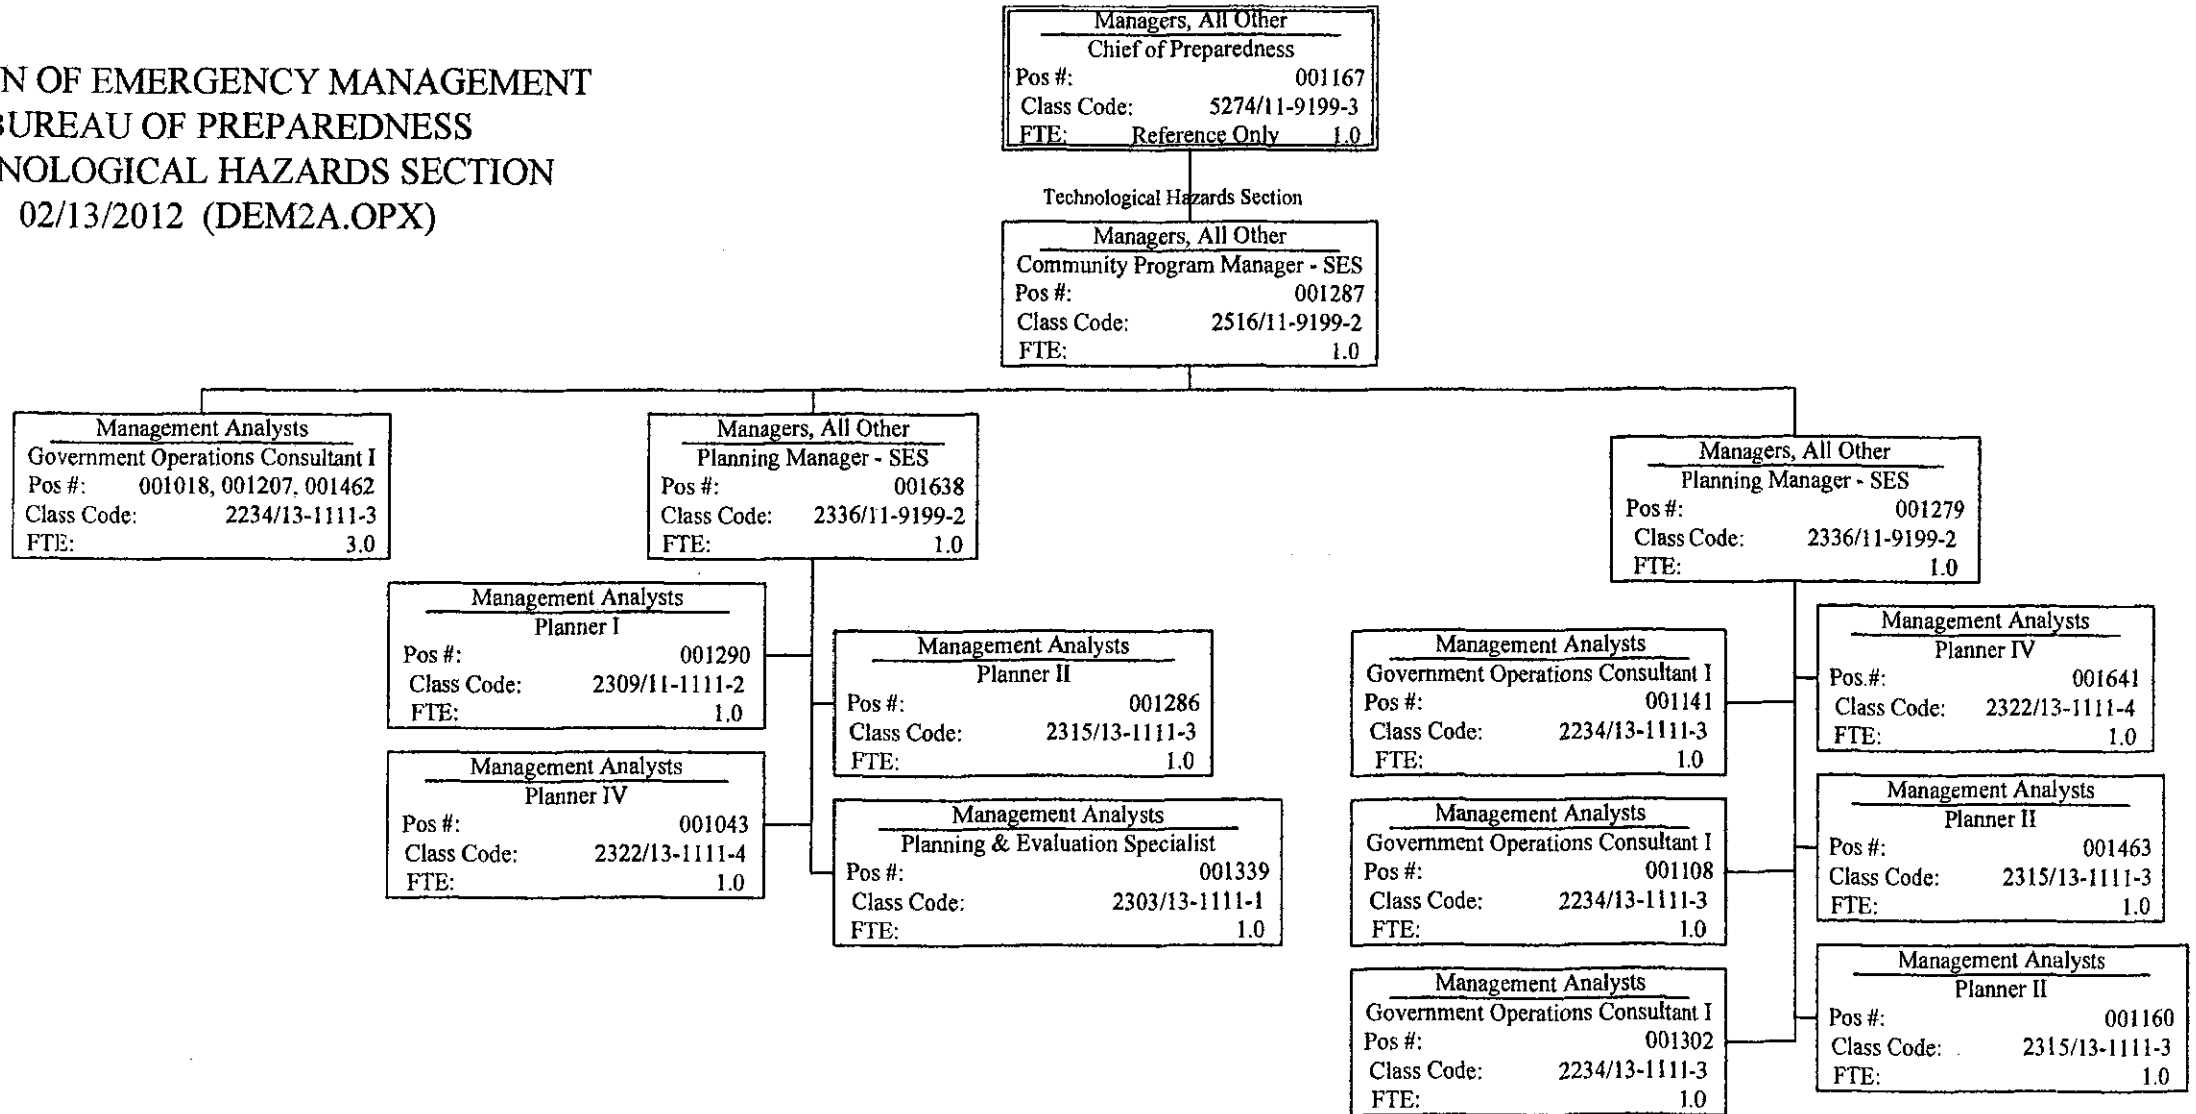 N OF EMERGENCY MANAGEMENT
BUREAU OF PREPAREDNESS
NOLOGICAL HAZARDS SECTION
02/13/2012 (DEM2A.OPX)
Managers, All Other
Chief of Preparedness
Pos #: 001167
Class Code: 5274/11-9199-3
FTE: Reference Only 1.0
Technological Hazards Section
Managers, All Other
Community Program Manager - SES
Pos #: 001287
Class Code: 2516/11-9199-2
FTE: 1.0
Management Analysts
Government Operations Consultant I
Pos #: 001018, 001207, 001462
Class Code: 2234/13-1111-3
FTE: 3.0
Managers, All Other
Planning Manager - SES
Pos #: 001638
Class Code: 2336/11-9199-2
FTE: 1.0
Managers, All Other
Planning Manager - SES
Pos #: 001279
Class Code: 2336/11-9199-2
FTE: 1.0
Management Analysts
Planner I
Pos #: 001290
Class Code: 2309/11-1111-2
FTE: 1.0
Management Analysts
Planner II
Pos #: 001286
Class Code: 2315/13-1111-3
FTE: 1.0
Management Analysts
Planner IV
Pos #: 001043
Class Code: 2322/13-1111-4
FTE: 1.0
Management Analysts
Planning & Evaluation Specialist
Pos #: 001339
Class Code: 2303/13-1111-1
FTE: 1.0
Management Analysts
Government Operations Consultant I
Pos #: 001141
Class Code: 2234/13-1111-3
FTE: 1.0
Management Analysts
Planner IV
Pos.#: 001641
Class Code: 2322/13-1111-4
FTE: 1.0
Management Analysts
Government Operations Consultant I
Pos #: 001108
Class Code: 2234/13-1111-3
FTE: 1.0
Management Analysts
Planner II
Pos #: 001463
Class Code: 2315/13-1111-3
FTE: 1.0
Management Analysts
Government Operations Consultant I
Pos #: 001302
Class Code: 2234/13-1111-3
FTE: 1.0
Management Analysts
Planner II
Pos #: 001160
Class Code: 2315/13-1111-3
FTE: 1.0